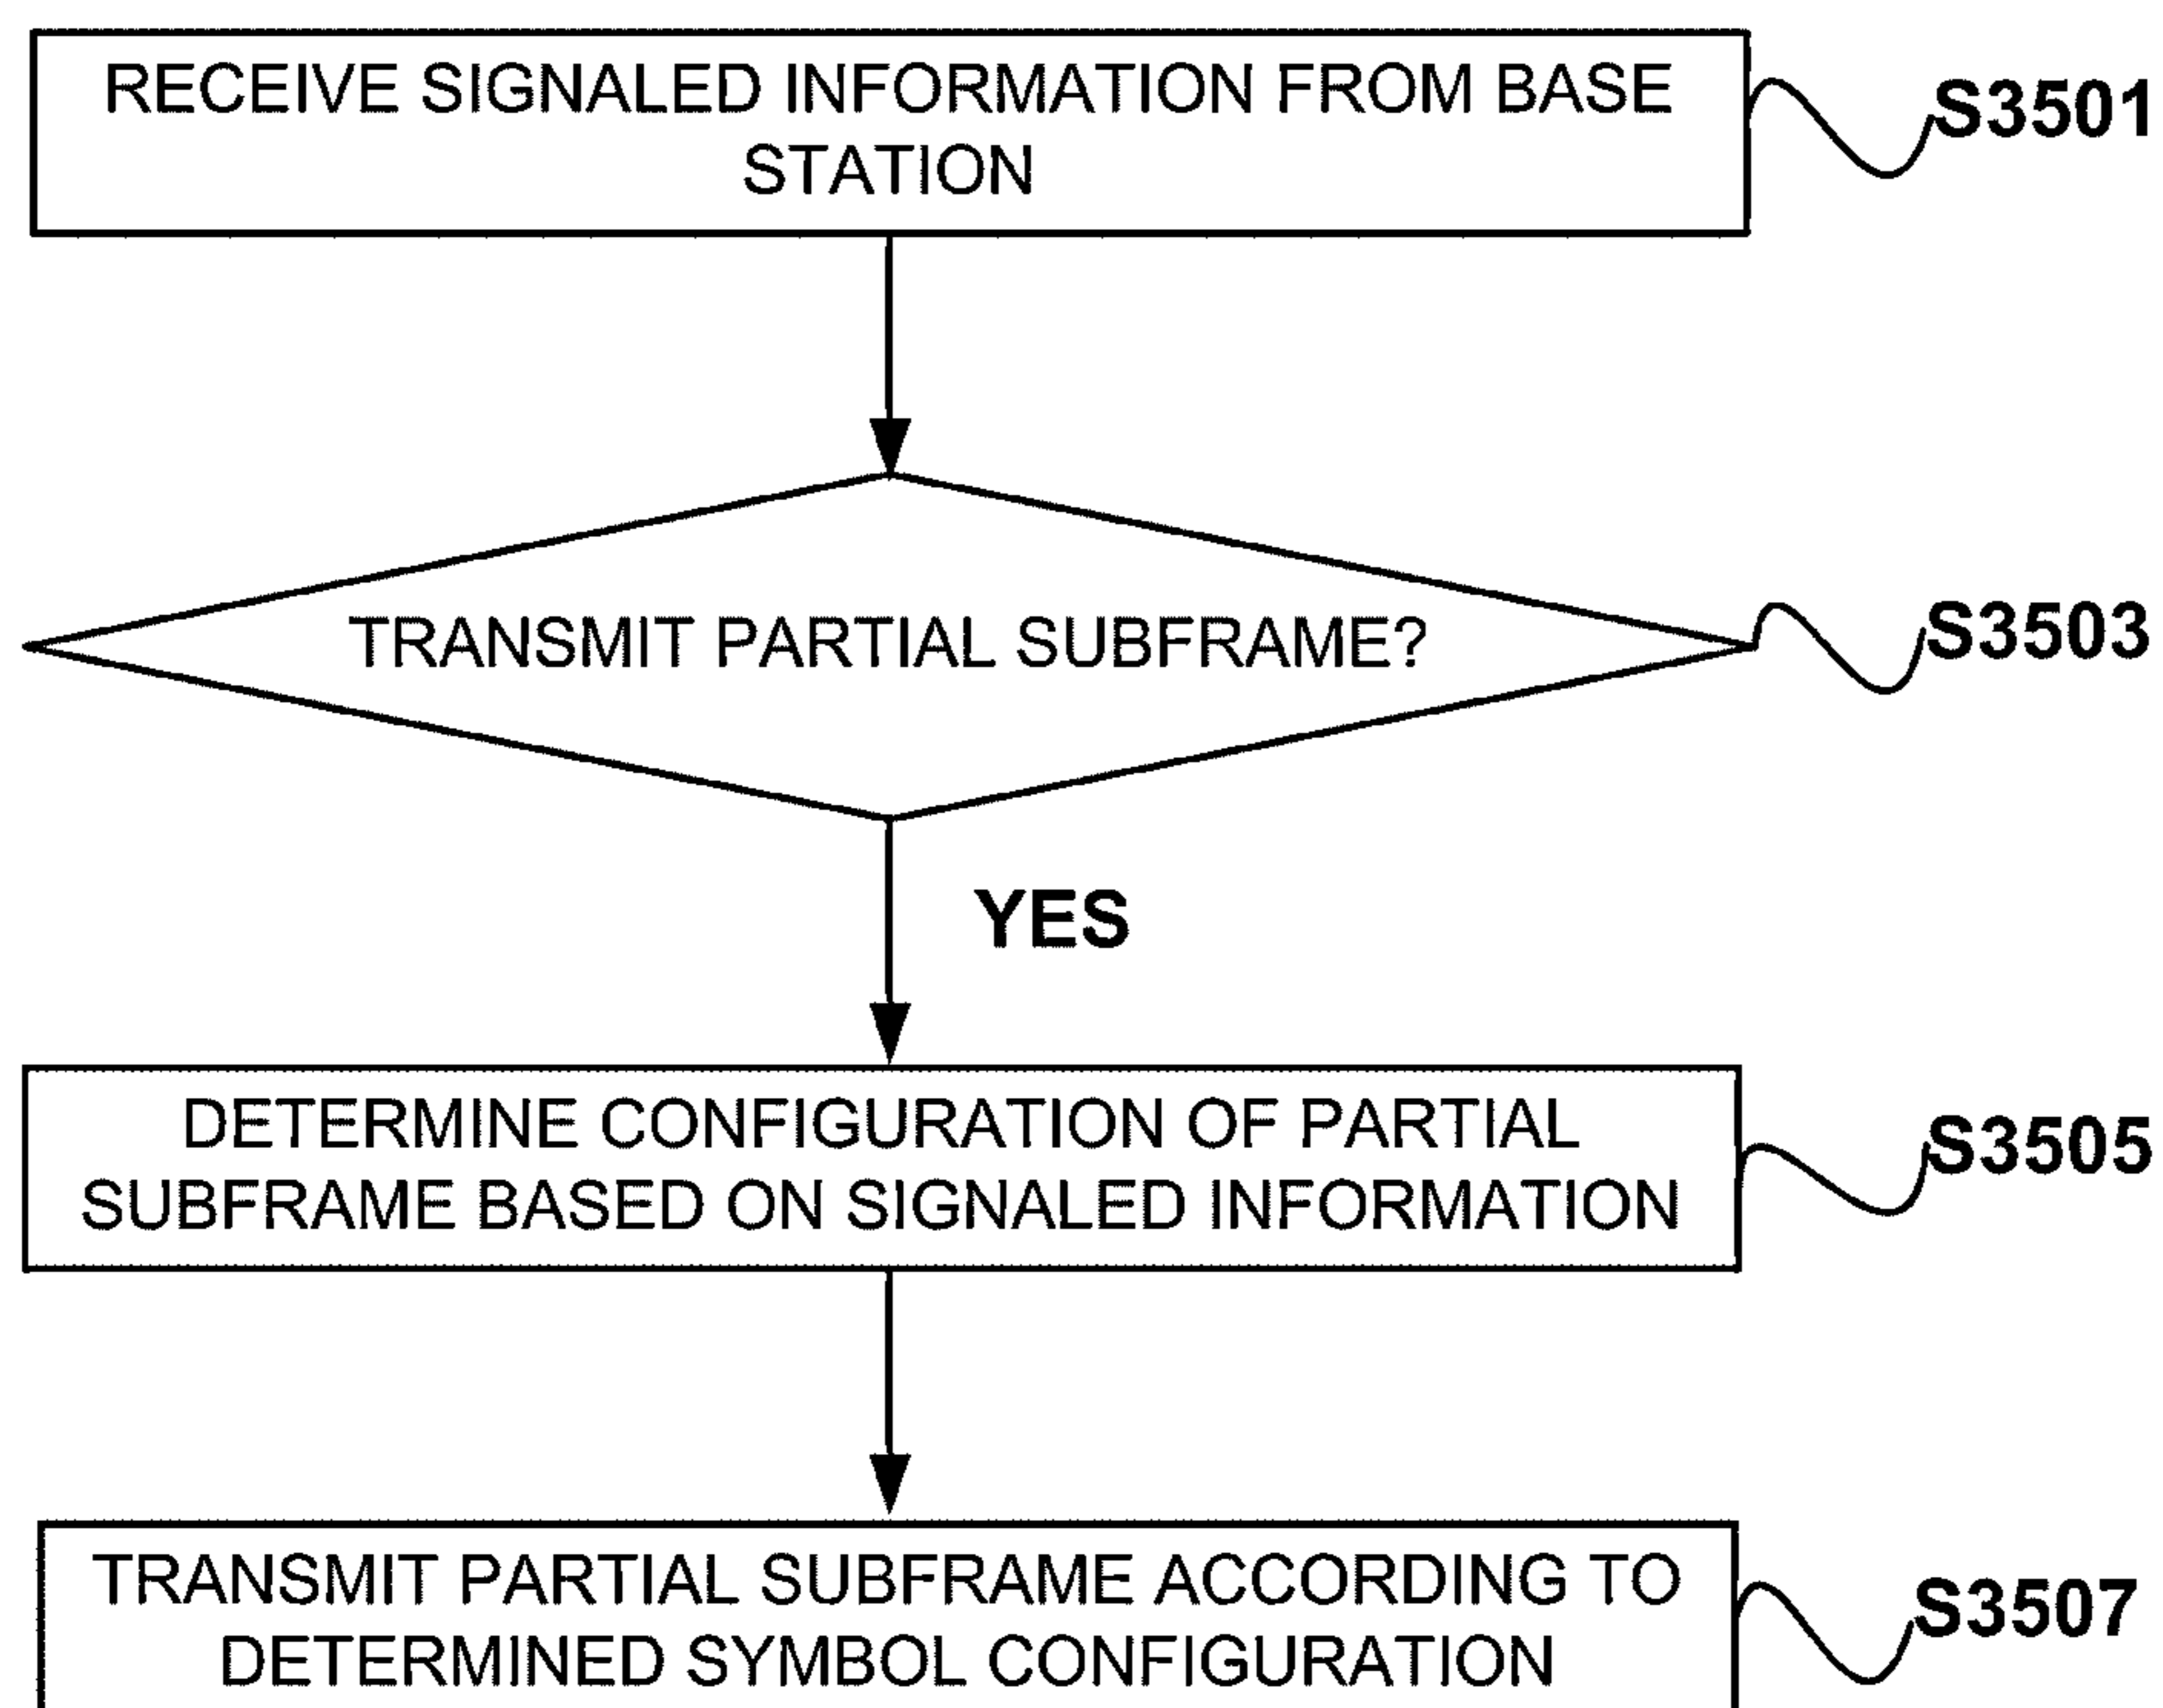 RECEIVE SIGNALED INFORMATION FROM BASE
STATION
S3501
TRANSMIT PARTIAL SUBFRAME?
S3503
YES
DETERMINE CONFIGURATION OF PARTIAL
SUBFRAME BASED ON SIGNALED INFORMATION
S3505
TRANSMIT PARTIAL SUBFRAME ACCORDING TO
DETERMINED SYMBOL CONFIGURATION
S3507